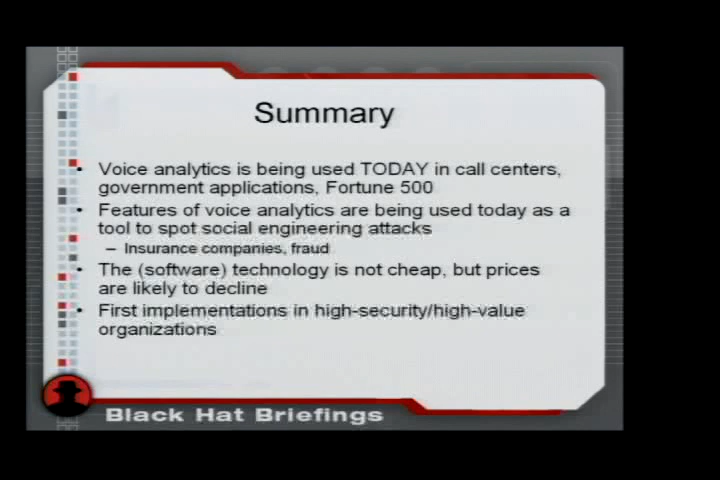 Summary
• Voice analytics is being used TODAY in call centers,
government applications, Fortune 500
• Features of voice analytics are being used today as a
tool to spot social engineering attacks
– Insurance companies, fraud
• The (software) technology is not cheap, but prices
are likely to decline
• First implementations in high-security/high-value
organizations
Black Hat Briefings